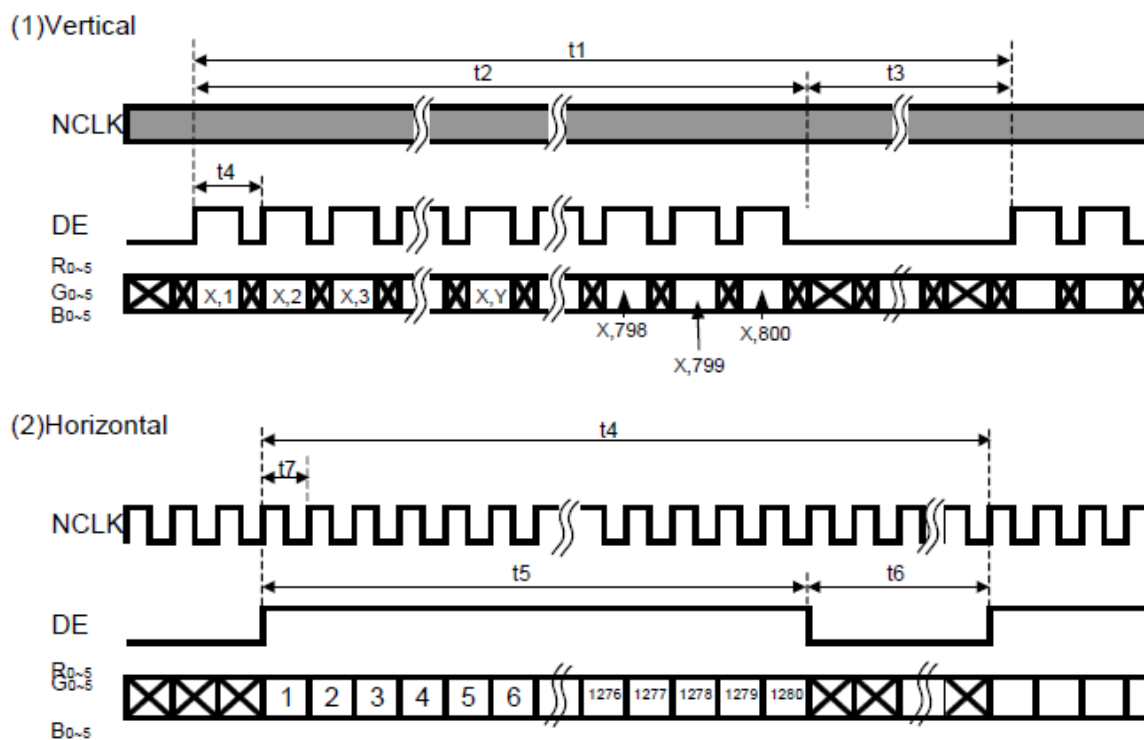 (1)Vertical
t1
t2 t3
NCLK
t4
DE
R0~5
G0~5
B0~5
X,1 X,2 X,3 X,Y
X,798 X,800
X,799
(2)Horizontal
t4
t7
NCLK
t5 t6
DE
R0~5
G0~5
1 2 3 4 5 6 1276 1277 1278 1279 1280
B0~5